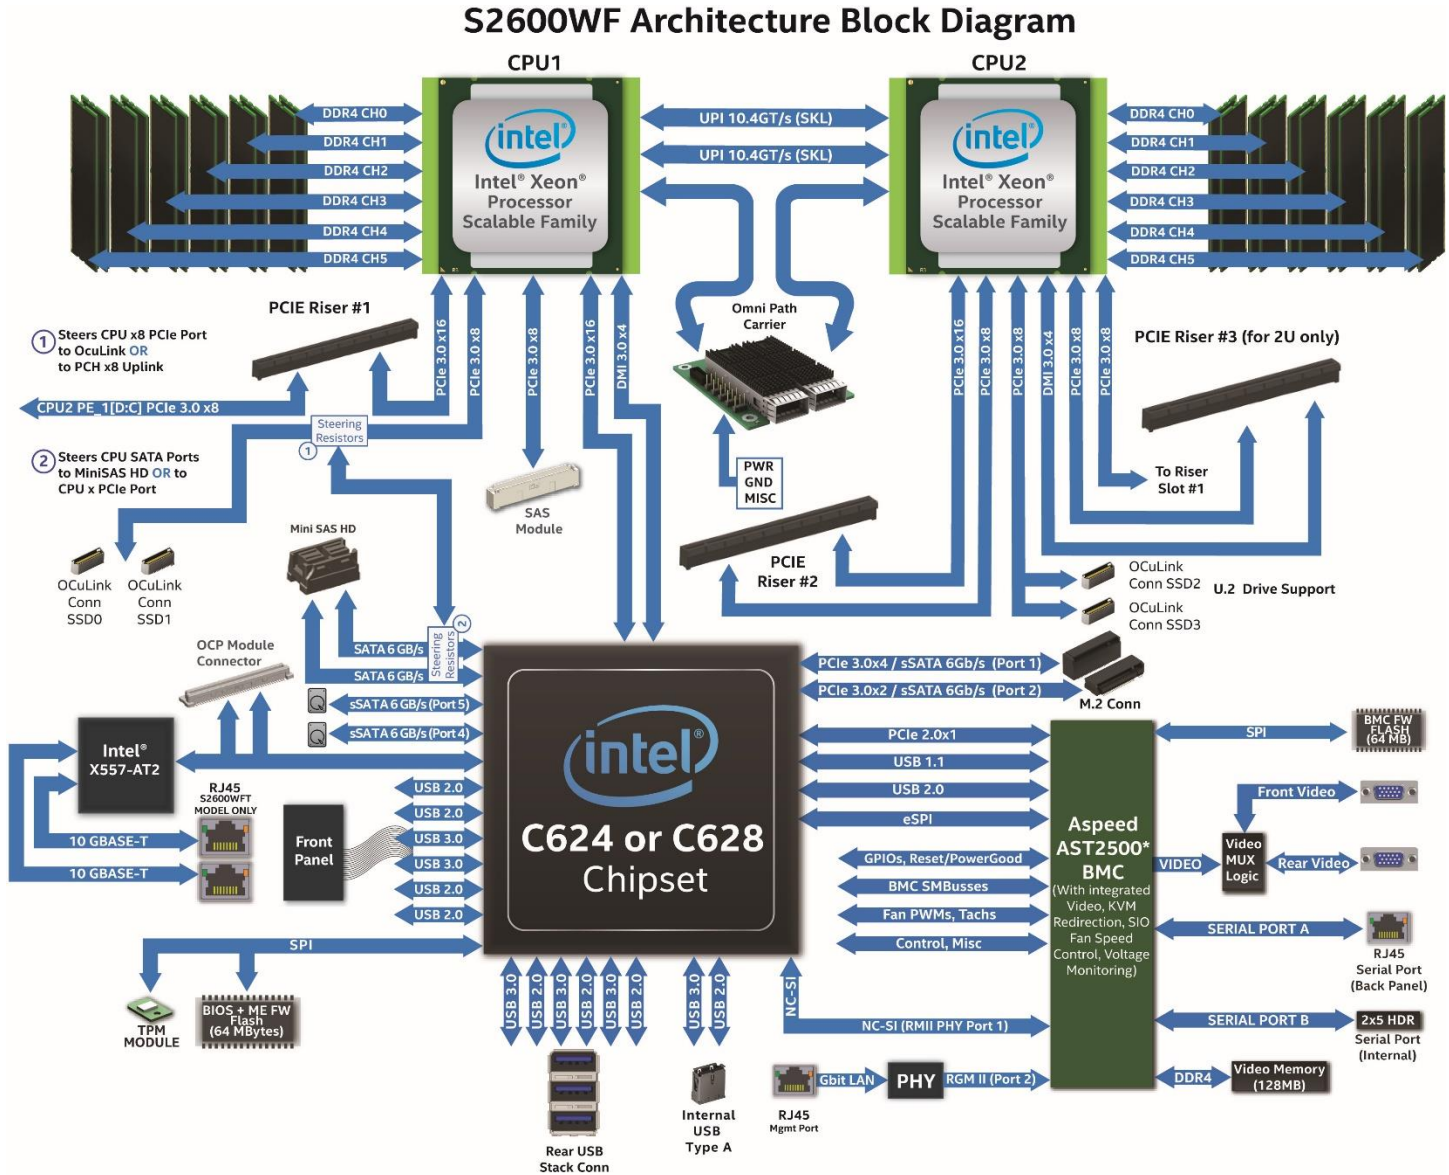 S2600WF Architecture Block Diagram
CPU1
CPU2
DDR4 CH0
DDR4 CH1
DDR4 CH2
DDR4 CH3
DDR4 CH4
DDR4 CH5
intel®
Intel® Xeon®
Processor
Scalable Family
UPI 10.4GT/s (SKL)
UPI 10.4GT/s (SKL)
intel®
Intel® Xeon®
Processor
Scalable Family
DDR4 CH0
DDR4 CH1
DDR4 CH2
DDR4 CH3
DDR4 CH4
DDR4 CH5
1
Steers CPU x8 PCIe Port
to OcuLink OR
to PCH x8 Uplink
PCIE Riser #1
CPU2 PE_1[D:C] PCIe 3.0 x8
PCIe 3.0 x16
PCIe 3.0 x8
PCIe 3.0 x8
PCIe 3.0 x16
DMI 3.0 x4
Omni Path
Carrier
PWR
GND
MISC
PCIe 3.0 x16
PCIe 3.0 x8
PCIe 3.0 x8
DMI 3.0 x4
PCIe 3.0 x8
PCIe 3.0 x8
PCIE Riser #3 (for 2U only)
To Riser
Slot #1
Steering
Resistors
1
2
Steers CPU SATA Ports
to MiniSAS HD OR to
CPU x PCIe Port
SAS
Module
Mini SAS HD
PCIE
Riser #2
OCuLink
Conn
SSD0
OCuLink
Conn
SSD1
OCuLink
Conn SSD2
OCuLink
Conn SSD3
U.2 Drive Support
OCP Module
Connector
SATA 6 GB/s
SATA 6 GB/s
Steering
Resistors
2
sSATA 6 GB/s (Port 5)
sSATA 6 GB/s (Port 4)
PCIe 3.0x4 / sSATA 6Gb/s (Port 1)
PCIe 3.0x2 / sSATA 6Gb/s (Port 2)
M.2 Conn
Intel®
X557-AT2
RJ45
S2600WFT
MODEL ONLY
10 GBASE-T
10 GBASE-T
Front
Panel
USB 2.0
USB 2.0
USB 3.0
USB 3.0
USB 2.0
USB 2.0
intel®
C624 or C628
Chipset
PCIe 2.0x1
USB 1.1
USB 2.0
eSPI
GPIOs, Reset/PowerGood
BMC SMBusses
Fan PWMs, Tachs
Control, Misc
Aspeed
AST2500*
BMC
(With integrated
Video, KVM
Redirection, SIO
Fan Speed
Control, Voltage
Monitoring)
SPI
BMC FW
FLASH
(64 MB)
VIDEO
Video
MUX
Logic
Front Video
Rear Video
SERIAL PORT A
RJ45
Serial Port
(Back Panel)
SERIAL PORT B
2x5 HDR
Serial Port
(Internal)
DDR4
Video Memory
(128MB)
SPI
TPM
MODULE
BIOS + ME FW
Flash
(64 MBytes)
USB 3.0
USB 2.0
USB 3.0
USB 2.0
USB 3.0
USB 2.0
Rear USB
Stack Conn
USB 3.0
USB 2.0
Internal
USB
Type A
NC-SI
NC-SI (RMII PHY Port 1)
RJ45
Mgmt Port
Gbit LAN
PHY
RGM II (Port 2)